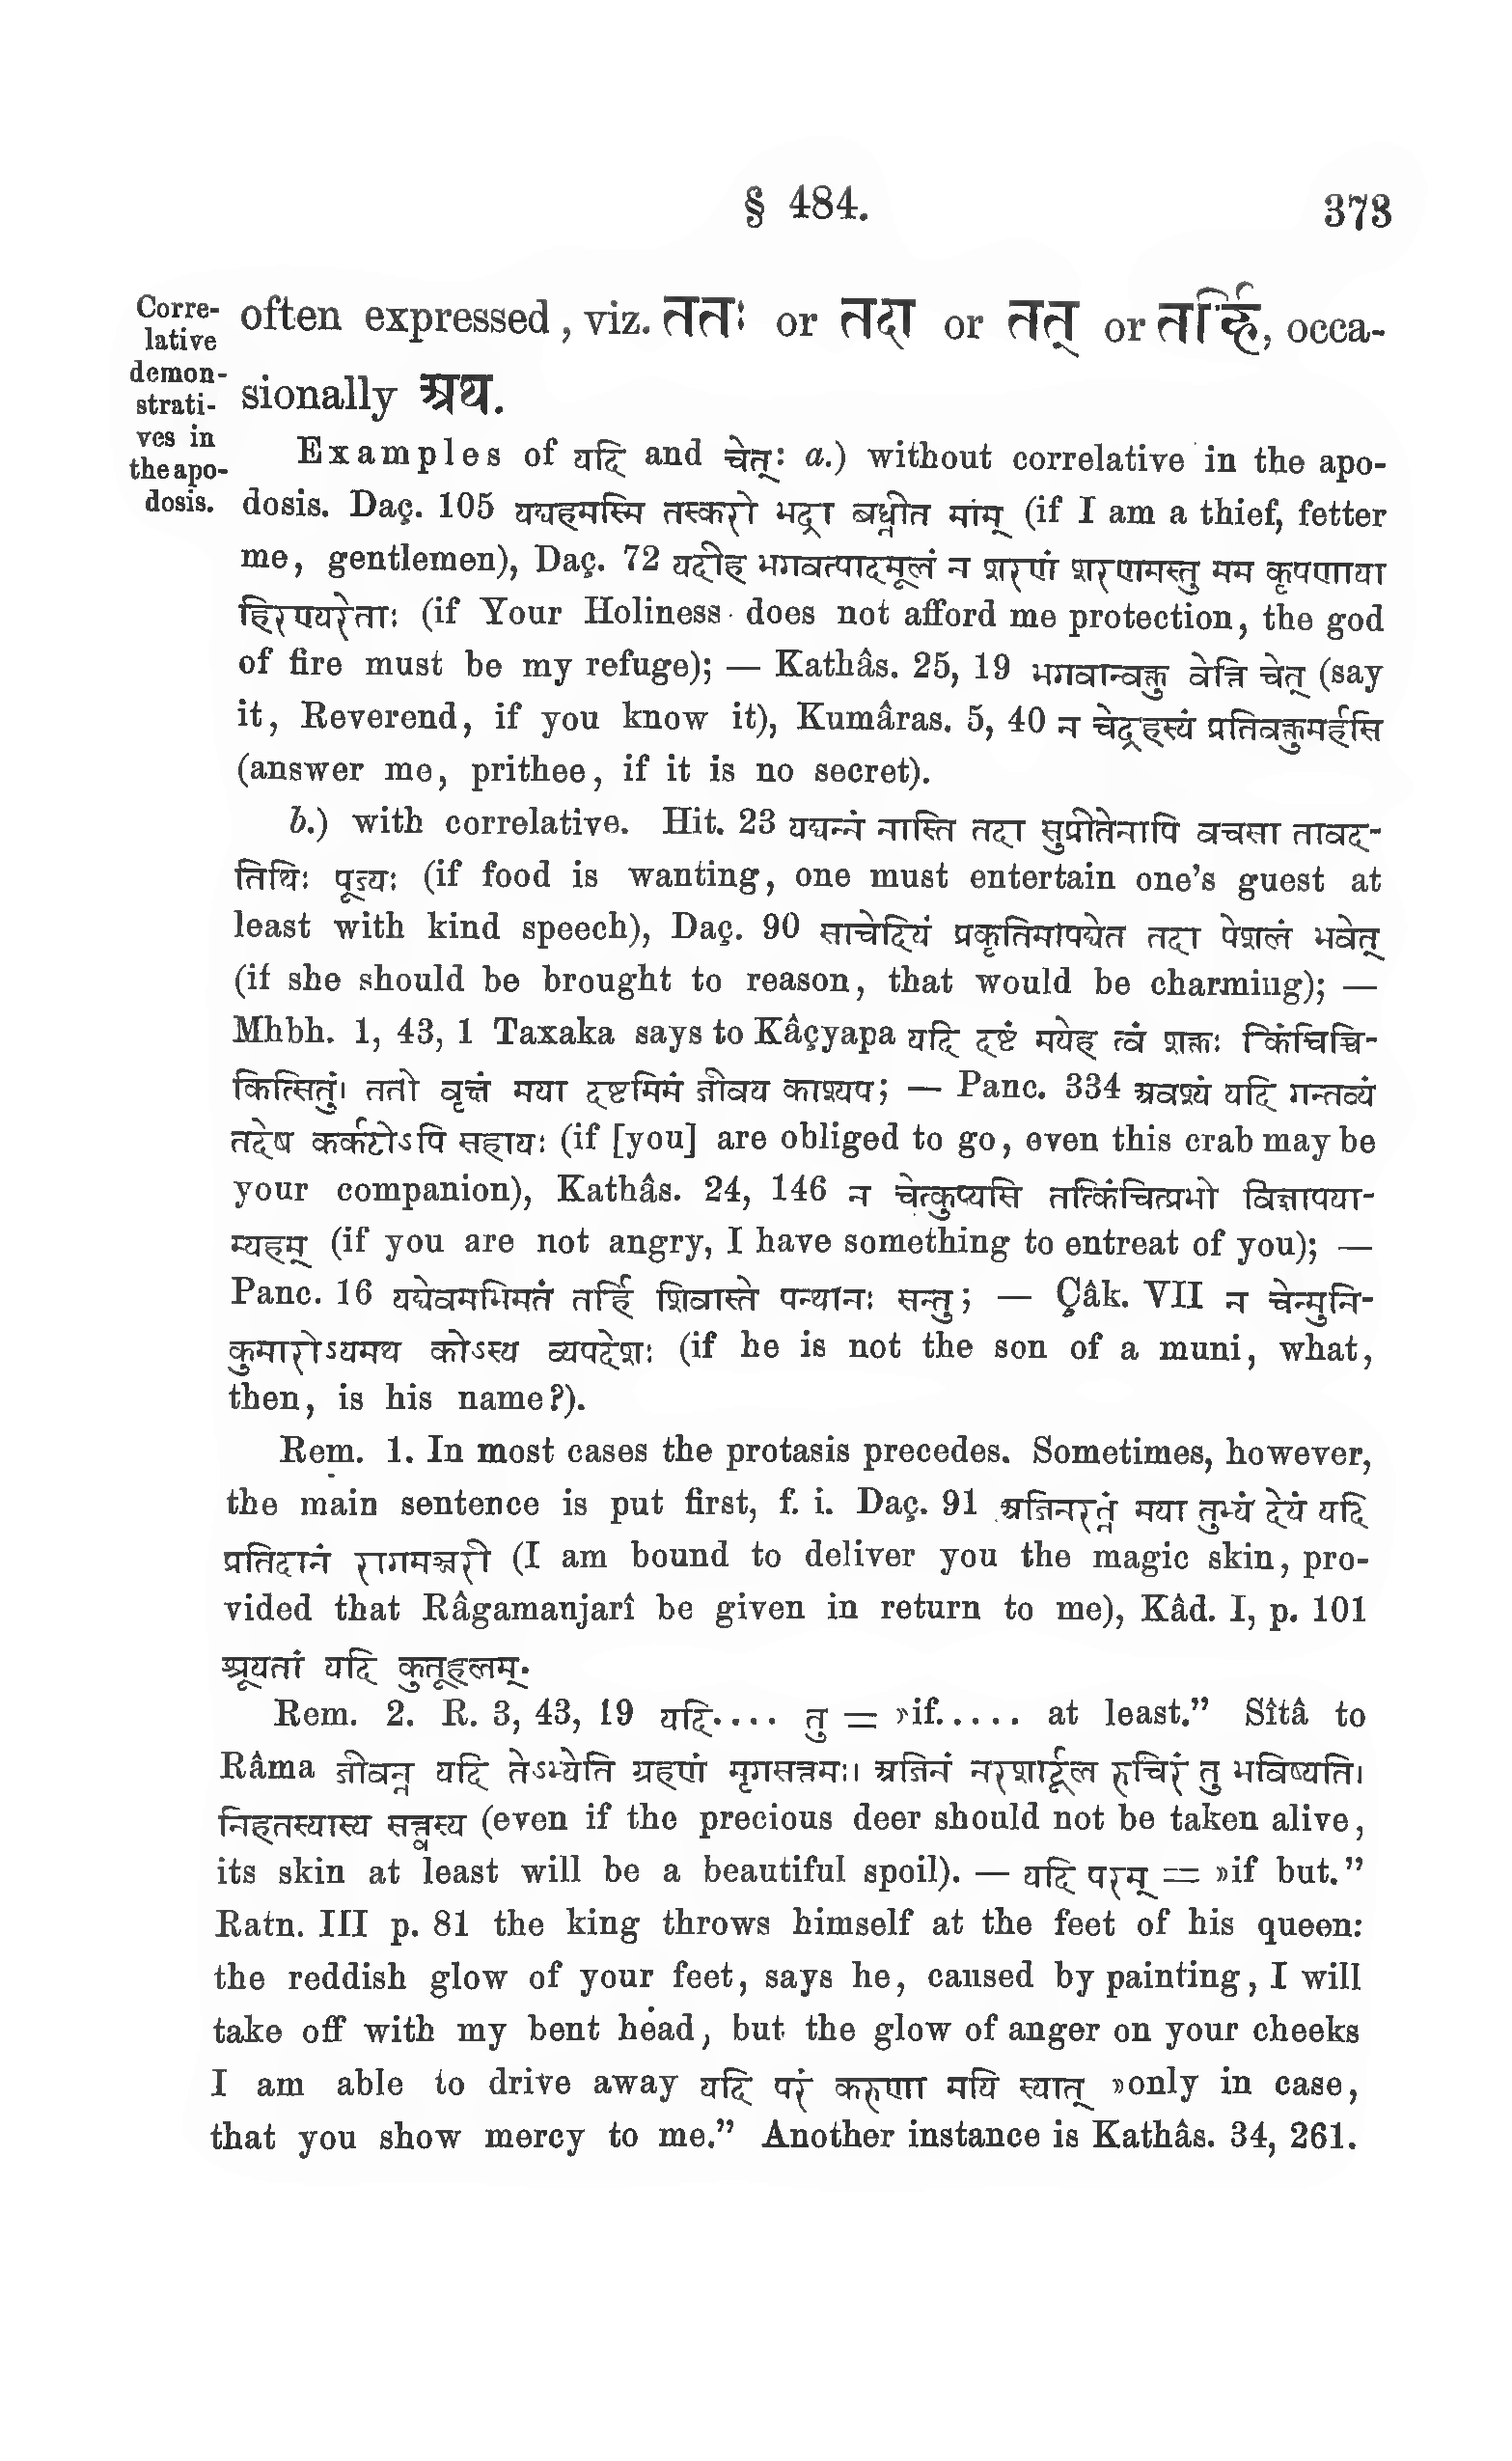 § 484.
373
Corre-
lative
demon-
strati-
ves in
the apo-
dosis.
often expressed, viz. ततः or तदा or तत् or तर्हि, occa-
sionally अथ.
Examples of यदि and चेत्: a.) without correlative in the apo-
dosis. Daç. 105 यद्यहमस्मि तस्करो भद्रा बध्नीत माम् (if I am a thief, fetter
me, gentlemen), Daç. 72 यदीह भगवत्पादमूलं न शरणं शरणमस्तु मम कृपणाया
हिरण्यरेताः (if Your Holiness does not afford me protection, the god
of fire must be my refuge); — Kathâs. 25, 19 भगवान्वक्तु वेत्ति चेत् (say
it, Reverend, if you know it), Kumâras. 5, 40 न चेद्रहस्यं प्रतिवक्तुमर्हसि
(answer me, prithee, if it is no secret).
b.) with correlative. Hit. 23 यद्यन्नं नास्ति तदा सुप्रीतेनापि वचसा तावद-
तिथिः पूज्यः (if food is wanting, one must entertain one's guest at
least with kind speech), Daç. 90 साचेदियं प्रकृतिमापद्येत तदा पेशलं भवेत्
(if she should be brought to reason, that would be charming); —
Mhbh. 1, 43, 1 Taxaka says to Kâçyapa यदि दष्टं मयेह त्वं शक्तः किंचिच्चि-
कित्सितुं। ततो वृक्षं मया दष्टमिमं जीवय काश्यप; — Panc. 334 अवश्यं यदि गन्तव्यं
तदेष कर्कटोऽपि सहायः (if [you] are obliged to go, even this crab may be
your companion), Kathâs. 24, 146 न चेत्कुप्यसि तत्किंचित्प्रभो विज्ञापया-
म्यहम् (if you are not angry, I have something to entreat of you); —
Panc. 16 यद्येवमभिमतं तर्हि शिवास्ते पन्थानः सन्तु; — Çâk. VII न चेन्मुनि-
कुमारोऽयमथ कोऽस्य व्यपदेशः (if he is not the son of a muni, what,
then, is his name?).
Rem. 1. In most cases the protasis precedes. Sometimes, however,
the main sentence is put first, f. i. Daç. 91 अजिनरत्नं मया तुभ्यं देयं यदि
प्रतिदानं रागमञ्जरी (I am bound to deliver you the magic skin, pro-
vided that Râgamanjarî be given in return to me), Kâd. I, p. 101
श्रूयतां यदि कुतूहलम्.
Rem. 2. R. 3, 43, 19 यदि.... तु = »if..... at least.” Sîtâ to
Râma जीवन्न यदि तेऽभ्येति ग्रहणं मृगसत्तमः। अजिनं नरशार्दूल रुचिरं तु भविष्यति।
निहतस्यास्य सत्त्वस्य (even if the precious deer should not be taken alive,
its skin at least will be a beautiful spoil). — यदि परम् = »if but.”
Ratn. III p. 81 the king throws himself at the feet of his queen:
the reddish glow of your feet, says he, caused by painting, I will
take off with my bent head, but the glow of anger on your cheeks
I am able to drive away यदि परं करुणा मयि स्यात् »only in case,
that you show mercy to me.” Another instance is Kathâs. 34, 261.